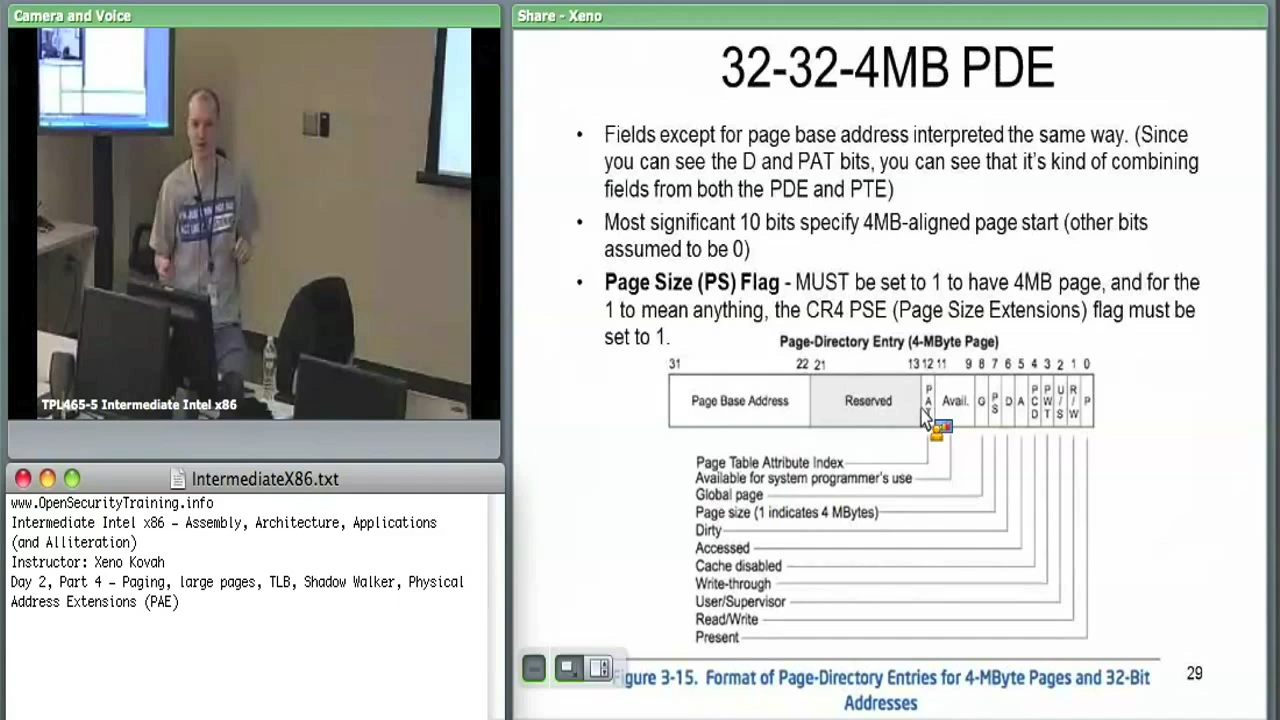 Camera and Voice
TPL465-5 Intermediate Intel x86
IntermediateX86.txt
www.OpenSecurityTraining.info
Intermediate Intel x86 – Assembly, Architecture, Applications
(and Alliteration)
Instructor: Xeno Kovah
Day 2, Part 4 – Paging, large pages, TLB, Shadow Walker, Physical
Address Extensions (PAE)
Share - Xeno
32-32-4MB PDE
• Fields except for page base address interpreted the same way. (Since
you can see the D and PAT bits, you can see that it's kind of combining
fields from both the PDE and PTE)
• Most significant 10 bits specify 4MB-aligned page start (other bits
assumed to be 0)
• Page Size (PS) Flag - MUST be set to 1 to have 4MB page, and for the
1 to mean anything, the CR4 PSE (Page Size Extensions) flag must be
set to 1.
Page-Directory Entry (4-MByte Page)
31 22 21 13 12 11 9 8 7 6 5 4 3 2 1 0
Page Base Address Reserved PAT Avail. G PS D A PCD PWT U/S R/W P
Page Table Attribute Index
Available for system programmer's use
Global page
Page size (1 indicates 4 MBytes)
Dirty
Accessed
Cache disabled
Write-through
User/Supervisor
Read/Write
Present
Figure 3-15. Format of Page-Directory Entries for 4-MByte Pages and 32-Bit
Addresses
29